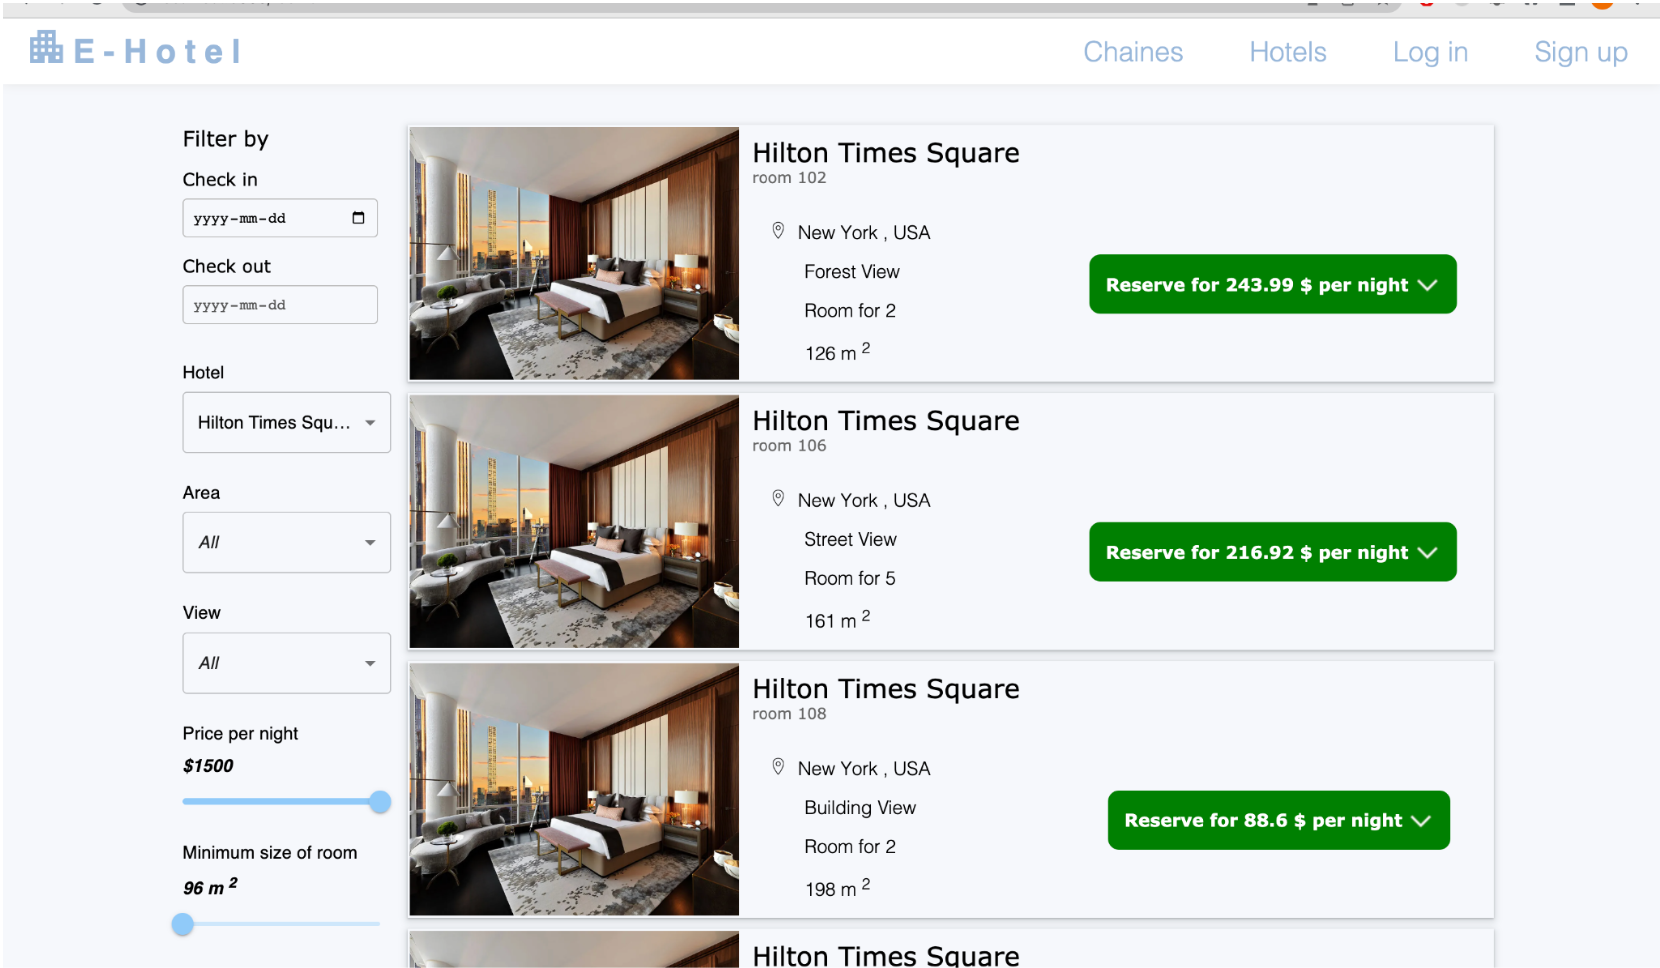 E-Hotel
Chaines
Hotels
Log in
Sign up
Filter by
Check in
yyyy-mm-dd
Check out
yyyy-mm-dd
Hotel
Hilton Times Squ...
Area
All
View
All
Price per night
$1500
Minimum size of room
96 m 2
Hilton Times Square
room 102
New York , USA
Forest View
Room for 2
126 m 2
Reserve for 243.99 $ per night
Hilton Times Square
room 106
New York , USA
Street View
Room for 5
161 m 2
Reserve for 216.92 $ per night
Hilton Times Square
room 108
New York , USA
Building View
Room for 2
198 m 2
Reserve for 88.6 $ per night
Hilton Times Square